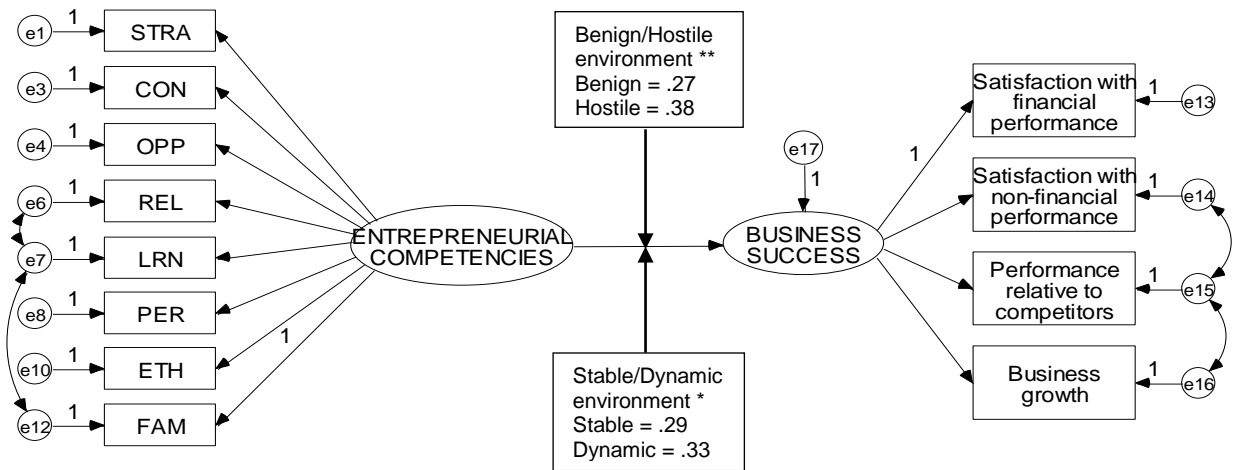 e1
1
STRA
e3
1
CON
e4
1
OPP
e6
1
REL
e7
1
LRN
e8
1
PER
e10
1
ETH
e12
1
FAM
1
ENTREPRENEURIAL
COMPETENCIES
Benign/Hostile
environment **
Benign = .27
Hostile = .38
Stable/Dynamic
environment *
Stable = .29
Dynamic = .33
e17
1
BUSINESS
SUCCESS
1
Satisfaction with
financial
performance
1
e13
Satisfaction with
non-financial
performance
1
e14
Performance
relative to
competitors
1
e15
Business
growth
1
e16